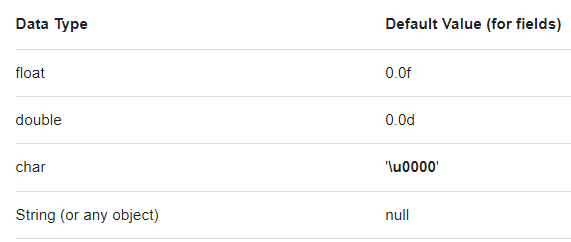 Data Type Default Value (for fields)
float 0.0f
double 0.0d
char '\u0000'
String (or any object) null